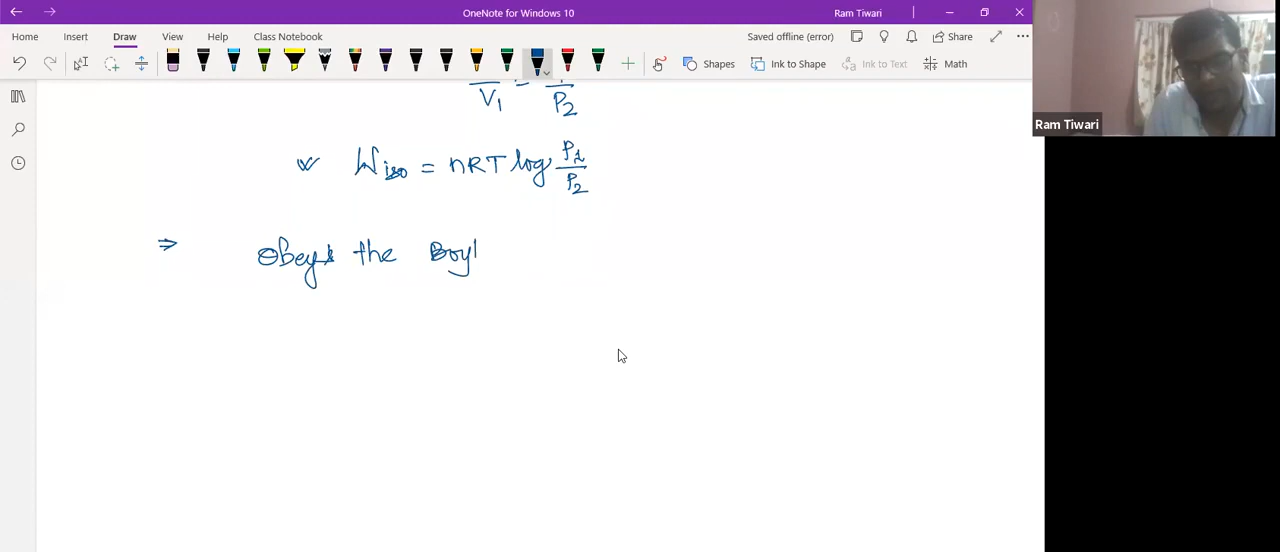 OneNote for Windows 10
Ram Tiwari
Home Insert Draw View Help Class Notebook
Saved offline (error) Share
Shapes Ink to Shape Ink to Text Math
Ram Tiwari
V₁ = P₂
W iso = nRT log P₁/P₂
⇒ Obeys the Boyl